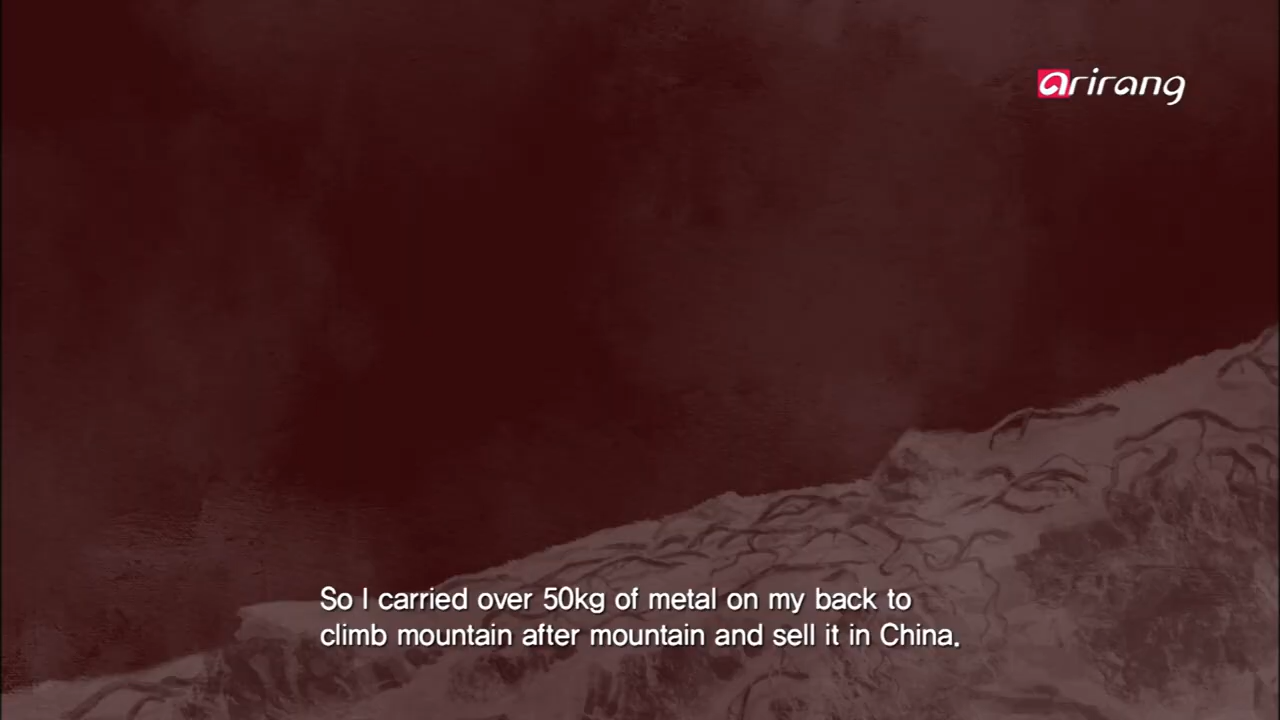 arirang
So I carried over 50kg of metal on my back to
climb mountain after mountain and sell it in China.